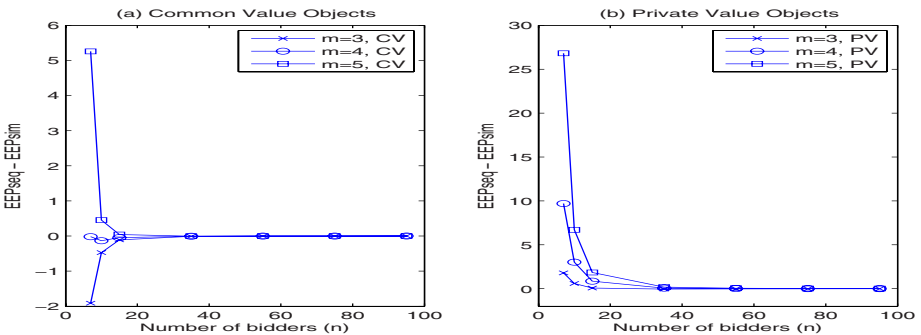 (a) Common Value Objects
EEPseq − EEPsim
6
5
4
3
2
1
0
−1
−2
0 20 40 60 80 100
Number of bidders (n)
m=3, CV
m=4, CV
m=5, CV
(b) Private Value Objects
EEPseq − EEPsim
30
25
20
15
10
5
0
0 20 40 60 80 100
Number of bidders (n)
m=3, PV
m=4, PV
m=5, PV